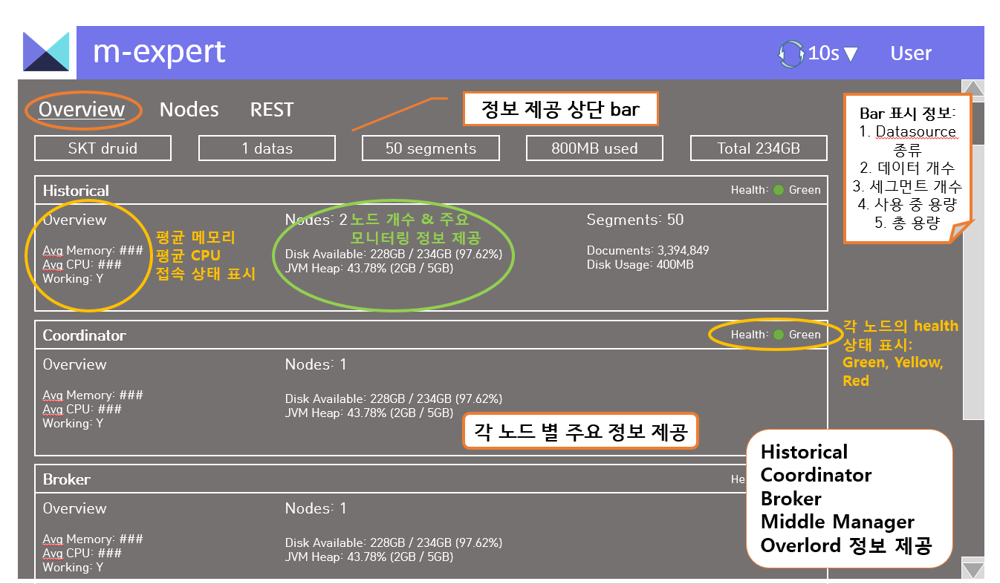 m-expert
10s
User
Overview
Nodes
REST
정보 제공 상단 bar
SKT druid
1 datas
50 segments
800MB used
Total 234GB
Bar 표시 정보:
1. Datasource
종류
2. 데이터 개수
3. 세그먼트 개수
4. 사용 중 용량
5. 총 용량
Historical
Health: Green
Overview
Avg Memory: ###
Avg CPU: ###
Working: Y
평균 메모리
평균 CPU
접속 상태 표시
Nodes: 2
노드 개수 & 주요
모니터링 정보 제공
Disk Available: 228GB / 234GB (97.62%)
JVM Heap: 43.78% (2GB / 5GB)
Segments: 50
Documents: 3,394,849
Disk Usage: 400MB
Coordinator
Health: Green
각 노드의 health
상태 표시:
Green, Yellow,
Red
Overview
Avg Memory: ###
Avg CPU: ###
Working: Y
Nodes: 1
Disk Available: 228GB / 234GB (97.62%)
JVM Heap: 43.78% (2GB / 5GB)
각 노드 별 주요 정보 제공
Broker
He
Overview
Avg Memory: ###
Avg CPU: ###
Working: Y
Nodes: 1
Disk Available: 228GB / 234GB (97.62%)
JVM Heap: 43.78% (2GB / 5GB)
Historical
Coordinator
Broker
Middle Manager
Overlord 정보 제공